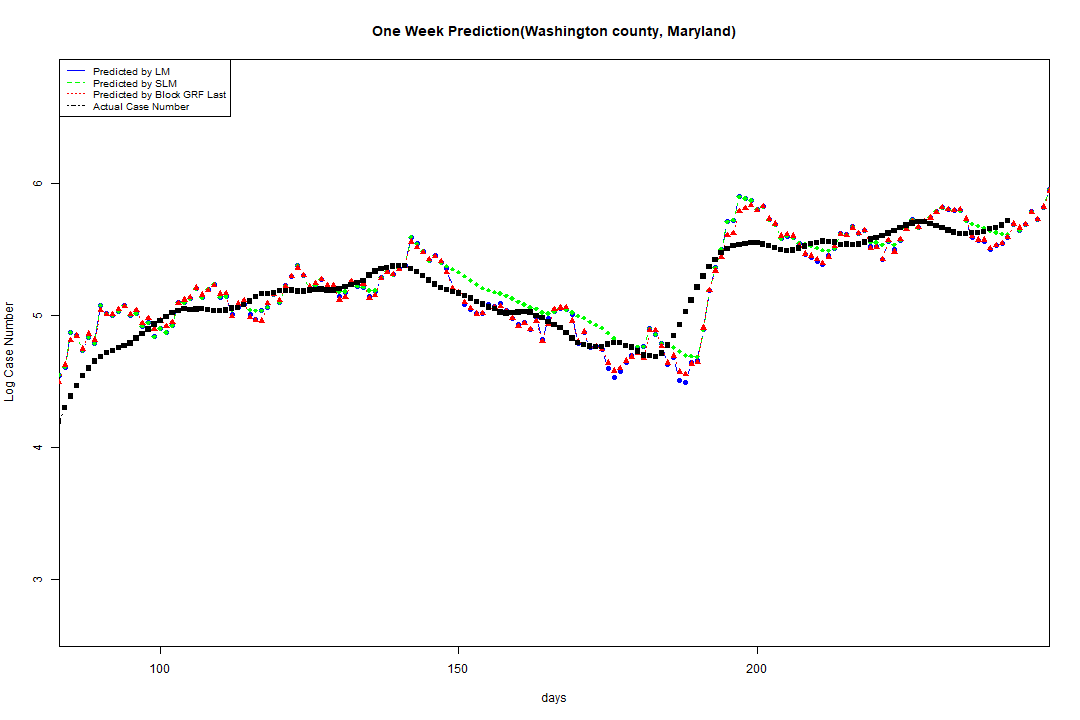 One Week Prediction(Washington county, Maryland)
Predicted by LM
Predicted by SLM
Predicted by Block GRF Last
Actual Case Number
6
5
4
3
Log Case Number
100 150 200
days